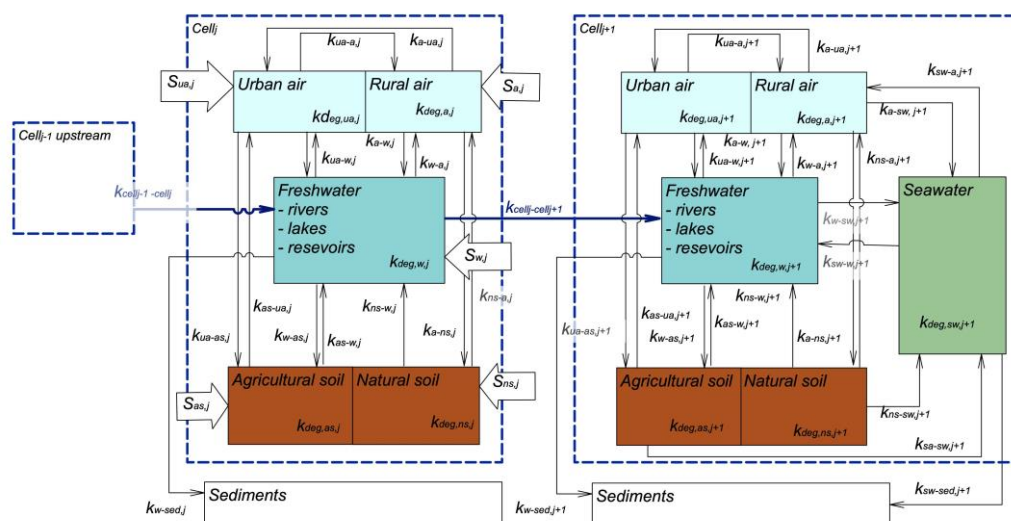 Cellj
Cellj+1
kua-a,j
ka-ua,j
kua-a,j+1
ka-ua,j+1
ksw-a,j+1
Sua,j
Urban air
Rural air
Sa,j
Urban air
Rural air
kdeg,ua,j
kdeg,a,j
kdeg,ua,j+1
kdeg,a,j+1
ka-sw, j+1
Cellj-1 upstream
ka-w,j
kua-w,j
kw-a,j
ka-w, j+1
kua-w,j+1
kw-a,j+1
kns-a,j+1
kcellj-1 -cellj
Freshwater
- rivers
- lakes
- resevoirs
kdeg,w,j
kcellj-cellj+1
Freshwater
- rivers
- lakes
- resevoirs
kdeg,w,j+1
Seawater
kw-sw,j+1
ksw-w,j+1
kdeg,sw,j+1
Sw,j
kas-ua,j
kns-w,j
kns-a,j
kua-as,j
kw-as,j
kas-w,j
ka-ns,j
kas-ua,j+1
kns-w,j+1
kua-as,j+1
kw-as,j+1
kas-w,j+1
ka-ns,j+1
Agricultural soil
Natural soil
Sns,j
Sas,j
kdeg,as,j
kdeg,ns,j
Agricultural soil
Natural soil
kdeg,as,j+1
kdeg,ns,j+1
kns-sw,j+1
ksa-sw,j+1
Sediments
kw-sed,j
Sediments
kw-sed,j+1
ksw-sed,j+1